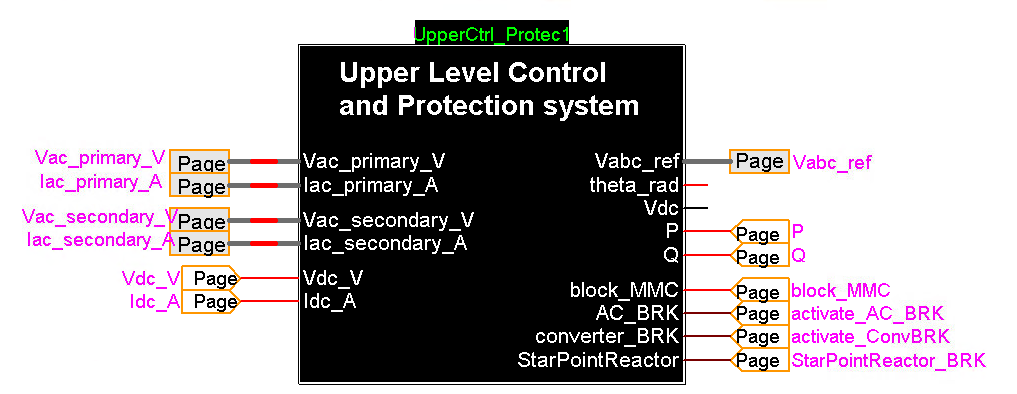 UpperCtrl_Protec1
Upper Level Control
and Protection system
Vac_primary_V Page Vac_primary_V Vabc_ref Page Vabc_ref
Iac_primary_A Page Iac_primary_A theta_rad
Vdc
Vac_secondary_V Page Vac_secondary_V P Page P
Iac_secondary_A Page Iac_secondary_A Q Page Q
Vdc_V Page Vdc_V block_MMC Page block_MMC
Idc_A Page Idc_A AC_BRK Page activate_AC_BRK
converter_BRK Page activate_ConvBRK
StarPointReactor Page StarPointReactor_BRK